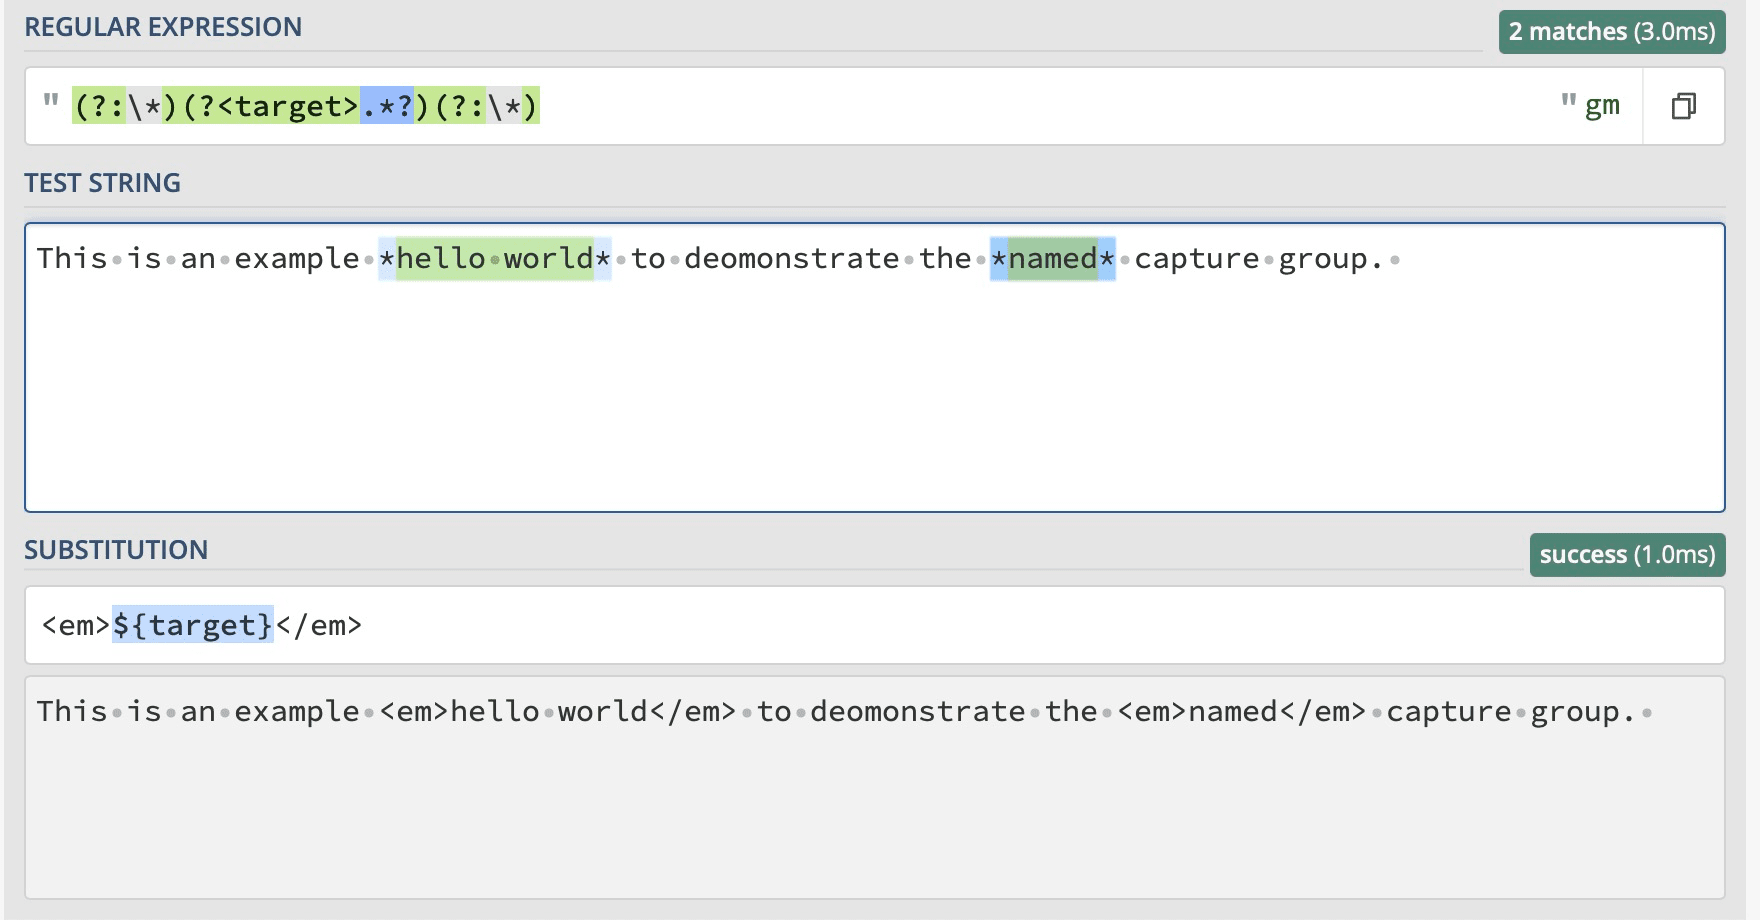 REGULAR EXPRESSION
2 matches (3.0ms)
" (?:\*)(?<target>.*?)(?:\*) " gm
TEST STRING
This·is·an·example·*hello·world*·to·deomonstrate·the·*named*·capture·group.·
SUBSTITUTION
success (1.0ms)
<em>${target}</em>
This·is·an·example·<em>hello·world</em>·to·deomonstrate·the·<em>named</em>·capture·group.·